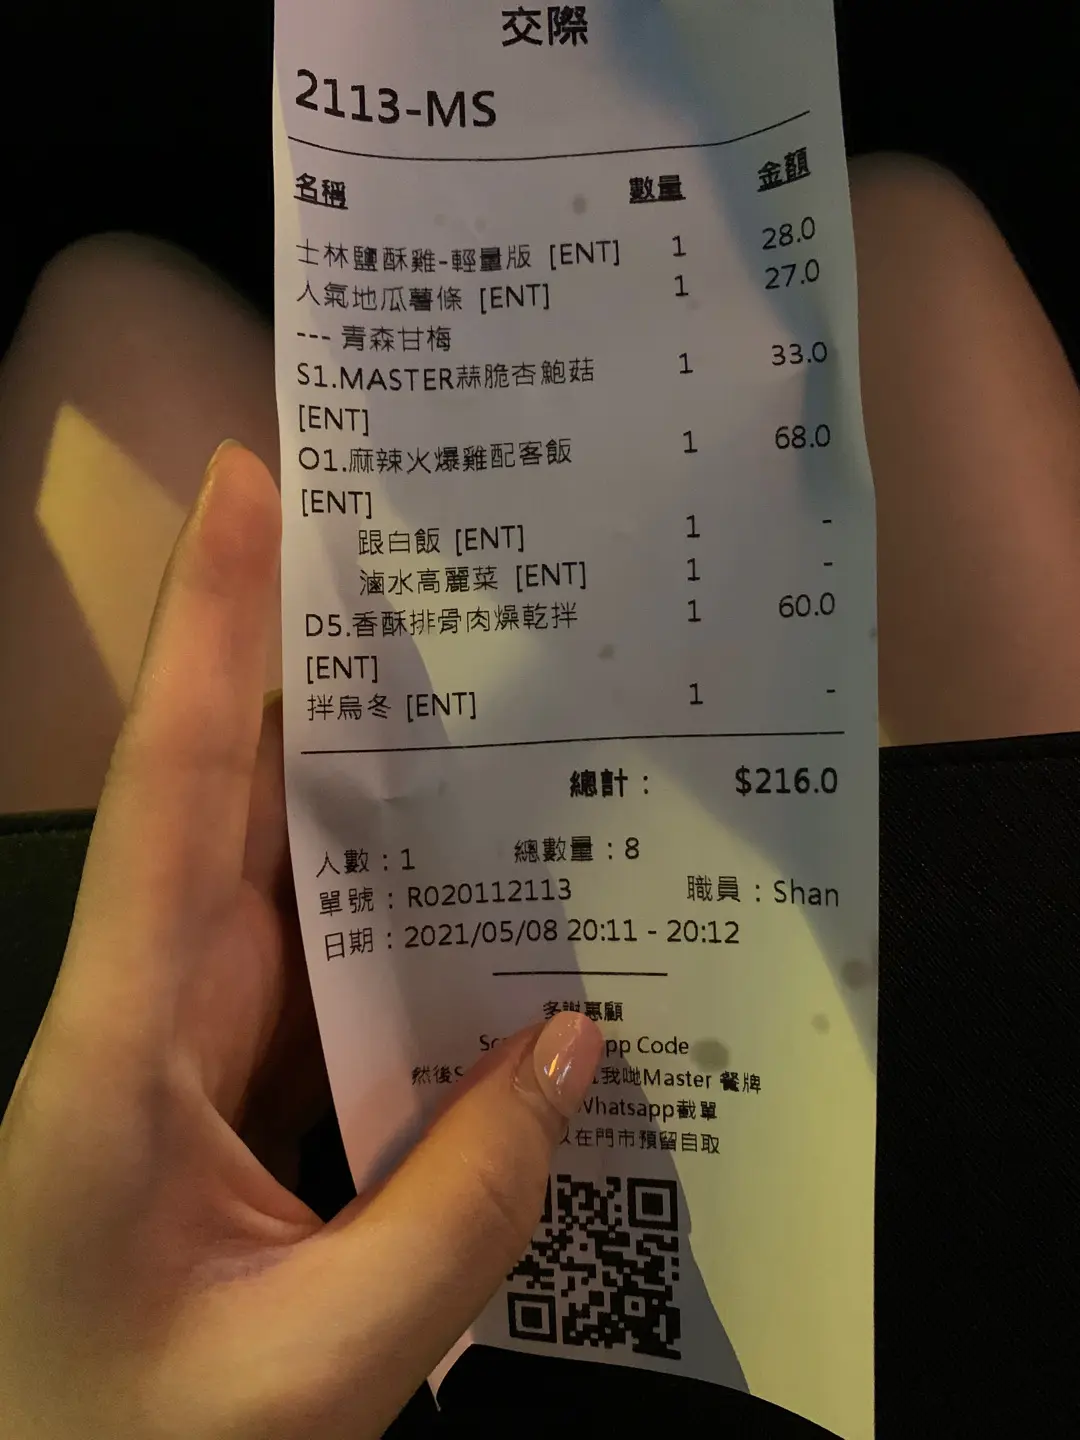 交際
2113-MS
名稱 數量 金額
士林鹽酥雞-輕量版 [ENT] 1 28.0
人氣地瓜薯條 [ENT] 1 27.0
--- 青森甘梅
S1.MASTER蒜脆杏鮑菇 1 33.0
[ENT]
O1.麻辣火爆雞配客飯 1 68.0
[ENT]
跟白飯 [ENT] 1 -
滷水高麗菜 [ENT] 1 -
D5.香酥排骨肉燥乾拌 1 60.0
[ENT]
拌烏冬 [ENT] 1 -
總計： $216.0
人數：1 總數量：8
單號：R020112113 職員：Shan
日期：2021/05/08 20:11 - 20:12
多謝惠顧
Code
然後 我哋Master 餐牌
Whatsapp截單
在門市預留自取